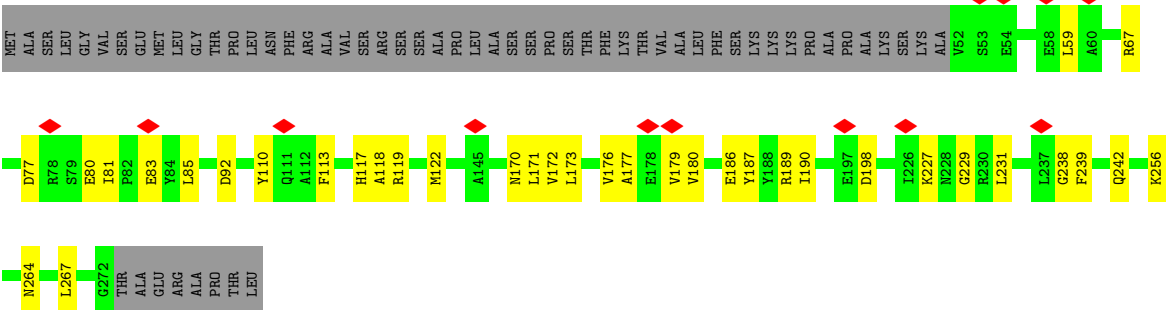 MET ALA SER LEU GLY VAL SER GLU MET LEU GLY THR PRO LEU ASN PHE ARG ALA VAL SER ARG SER SER ALA PRO LEU ALA SER SER PRO SER THR PHE LYS THR VAL ALA LEU PHE SER LYS LYS LYS PRO ALA PRO ALA LYS SER LYS ALA V52 S53 E54 E58 L59 A60 R67
D77 R78 S79 E80 I81 P82 E83 Y84 L85 D92 Y110 Q111 A112 F113 H117 A118 R119 M122 A145 N170 L171 V172 L173 V176 A177 E178 V179 V180 E186 Y187 Y188 R189 I190 E197 D198 I226 K227 N228 G229 R230 L231 L237 G238 F239 Q242 K256
N264 L267 G272 THR ALA GLU ARG ALA PRO THR LEU